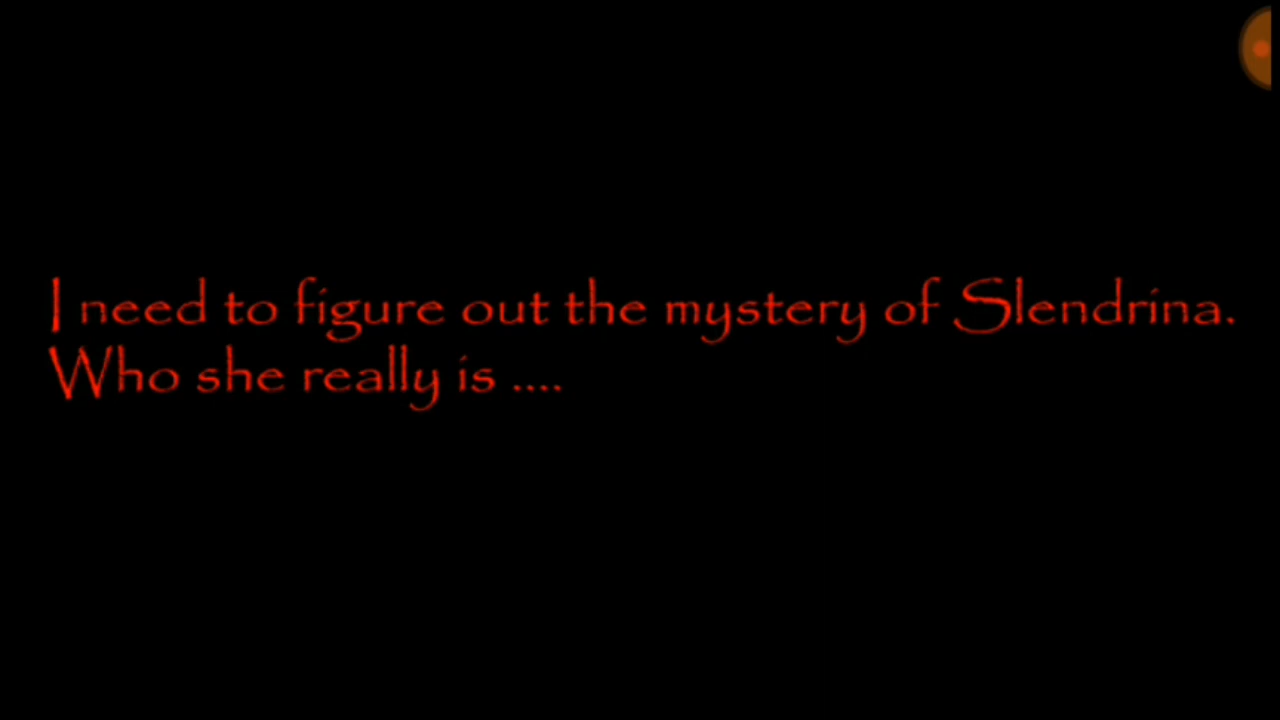 I need to figure out the mystery of Slendrina.
Who she really is ....